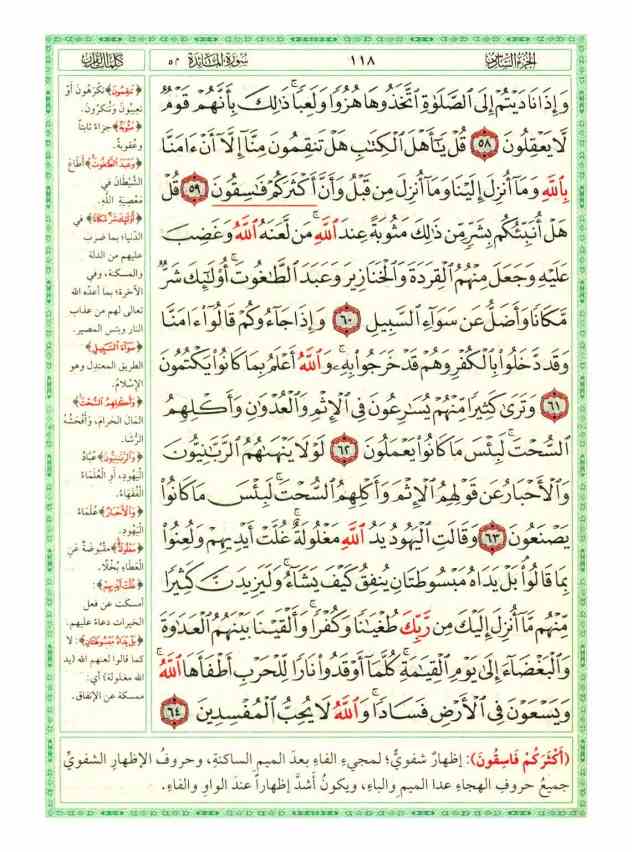 الجزء السادس
١١٨
سورة المائدة ٥
كلمات القرآن
وَإِذَا نَادَيْتُمْ إِلَى ٱلصَّلَوٰةِ ٱتَّخَذُوهَا هُزُوًا وَلَعِبًا ۚ ذَٰلِكَ بِأَنَّهُمْ قَوْمٌ
لَّا يَعْقِلُونَ ٥٨ قُلْ يَٰٓأَهْلَ ٱلْكِتَٰبِ هَلْ تَنقِمُونَ مِنَّآ إِلَّآ أَنْ ءَامَنَّا
بِٱللَّهِ وَمَآ أُنزِلَ إِلَيْنَا وَمَآ أُنزِلَ مِن قَبْلُ وَأَنَّ أَكْثَرَكُمْ فَٰسِقُونَ ٥٩ قُلْ
هَلْ أُنَبِّئُكُم بِشَرٍّ مِّن ذَٰلِكَ مَثُوبَةً عِندَ ٱللَّهِ ۚ مَن لَّعَنَهُ ٱللَّهُ وَغَضِبَ
عَلَيْهِ وَجَعَلَ مِنْهُمُ ٱلْقِرَدَةَ وَٱلْخَنَازِيرَ وَعَبَدَ ٱلطَّٰغُوتَ ۚ أُو۟لَٰٓئِكَ شَرٌّ
مَّكَانًا وَأَضَلُّ عَن سَوَآءِ ٱلسَّبِيلِ ٦٠ وَإِذَا جَآءُوكُمْ قَالُوٓا۟ ءَامَنَّا
وَقَد دَّخَلُوا۟ بِٱلْكُفْرِ وَهُمْ قَدْ خَرَجُوا۟ بِهِۦ ۚ وَٱللَّهُ أَعْلَمُ بِمَا كَانُوا۟ يَكْتُمُونَ
٦١ وَتَرَىٰ كَثِيرًا مِّنْهُمْ يُسَٰرِعُونَ فِى ٱلْإِثْمِ وَٱلْعُدْوَٰنِ وَأَكْلِهِمُ
ٱلسُّحْتَ ۚ لَبِئْسَ مَا كَانُوا۟ يَعْمَلُونَ ٦٢ لَوْلَا يَنْهَىٰهُمُ ٱلرَّبَّٰنِيُّونَ
وَٱلْأَحْبَارُ عَن قَوْلِهِمُ ٱلْإِثْمَ وَأَكْلِهِمُ ٱلسُّحْتَ ۚ لَبِئْسَ مَا كَانُوا۟
يَصْنَعُونَ ٦٣ وَقَالَتِ ٱلْيَهُودُ يَدُ ٱللَّهِ مَغْلُولَةٌ ۚ غُلَّتْ أَيْدِيهِمْ وَلُعِنُوا۟
بِمَا قَالُوا۟ ۘ بَلْ يَدَاهُ مَبْسُوطَتَانِ يُنفِقُ كَيْفَ يَشَآءُ ۚ وَلَيَزِيدَنَّ كَثِيرًا
مِّنْهُم مَّآ أُنزِلَ إِلَيْكَ مِن رَّبِّكَ طُغْيَٰنًا وَكُفْرًا ۚ وَأَلْقَيْنَا بَيْنَهُمُ ٱلْعَدَٰوَةَ
وَٱلْبَغْضَآءَ إِلَىٰ يَوْمِ ٱلْقِيَٰمَةِ ۚ كُلَّمَآ أَوْقَدُوا۟ نَارًا لِّلْحَرْبِ أَطْفَأَهَا ٱللَّهُ ۚ
وَيَسْعَوْنَ فِى ٱلْأَرْضِ فَسَادًا ۚ وَٱللَّهُ لَا يُحِبُّ ٱلْمُفْسِدِينَ ٦٤
﴿تَنقِمُونَ﴾ تكرهون أو
تعيبون وتنكرون.
﴿مَثُوبَةً﴾ جزاءً ثابتاً
وعقوبة.
﴿وَعَبَدَ ٱلطَّٰغُوتَ﴾ أطاع
الشيطان في
معصية الله.
﴿أُو۟لَٰٓئِكَ شَرٌّ مَّكَانًا﴾ في
الدنيا؛ بما ضرب
عليهم من الذلة
والمسكنة، وفي
الآخرة؛ بما أعده الله
تعالى لهم من عذاب
النار وبئس المصير.
﴿سَوَآءِ ٱلسَّبِيلِ﴾
الطريق المعتدل وهو
الإسلام.
﴿وَأَكْلِهِمُ ٱلسُّحْتَ﴾
المال الحرام، وأفحشه
الرشا.
﴿ٱلرَّبَّٰنِيُّونَ﴾ عُبَّاد
اليهود، أو العلماء
الفقهاء.
﴿وَٱلْأَحْبَارُ﴾ علماء
اليهود.
﴿مَغْلُولَةٌ﴾ مقبوضة عن
العطاء بخلاً.
﴿غُلَّتْ أَيْدِيهِمْ﴾:
أمسكت عن فعل
الخيرات دعاء عليهم.
﴿بَلْ يَدَاهُ مَبْسُوطَتَانِ﴾: لا
كما قالوا لعنهم الله (يد
الله مغلولة) أي:
ممسكة عن الإنفاق.
(أَكْثَرَكُمْ فَاسِقُونَ): إظهارٌ شفويٌّ؛ لمجيءِ الفاءِ بعدَ الميمِ الساكنةِ، وحروفُ الإظهارِ الشفويِّ
جميعُ حروفِ الهجاءِ عدا الميمِ والباءِ، ويكونُ أشدَّ إظهاراً عندَ الواوِ والفاءِ.